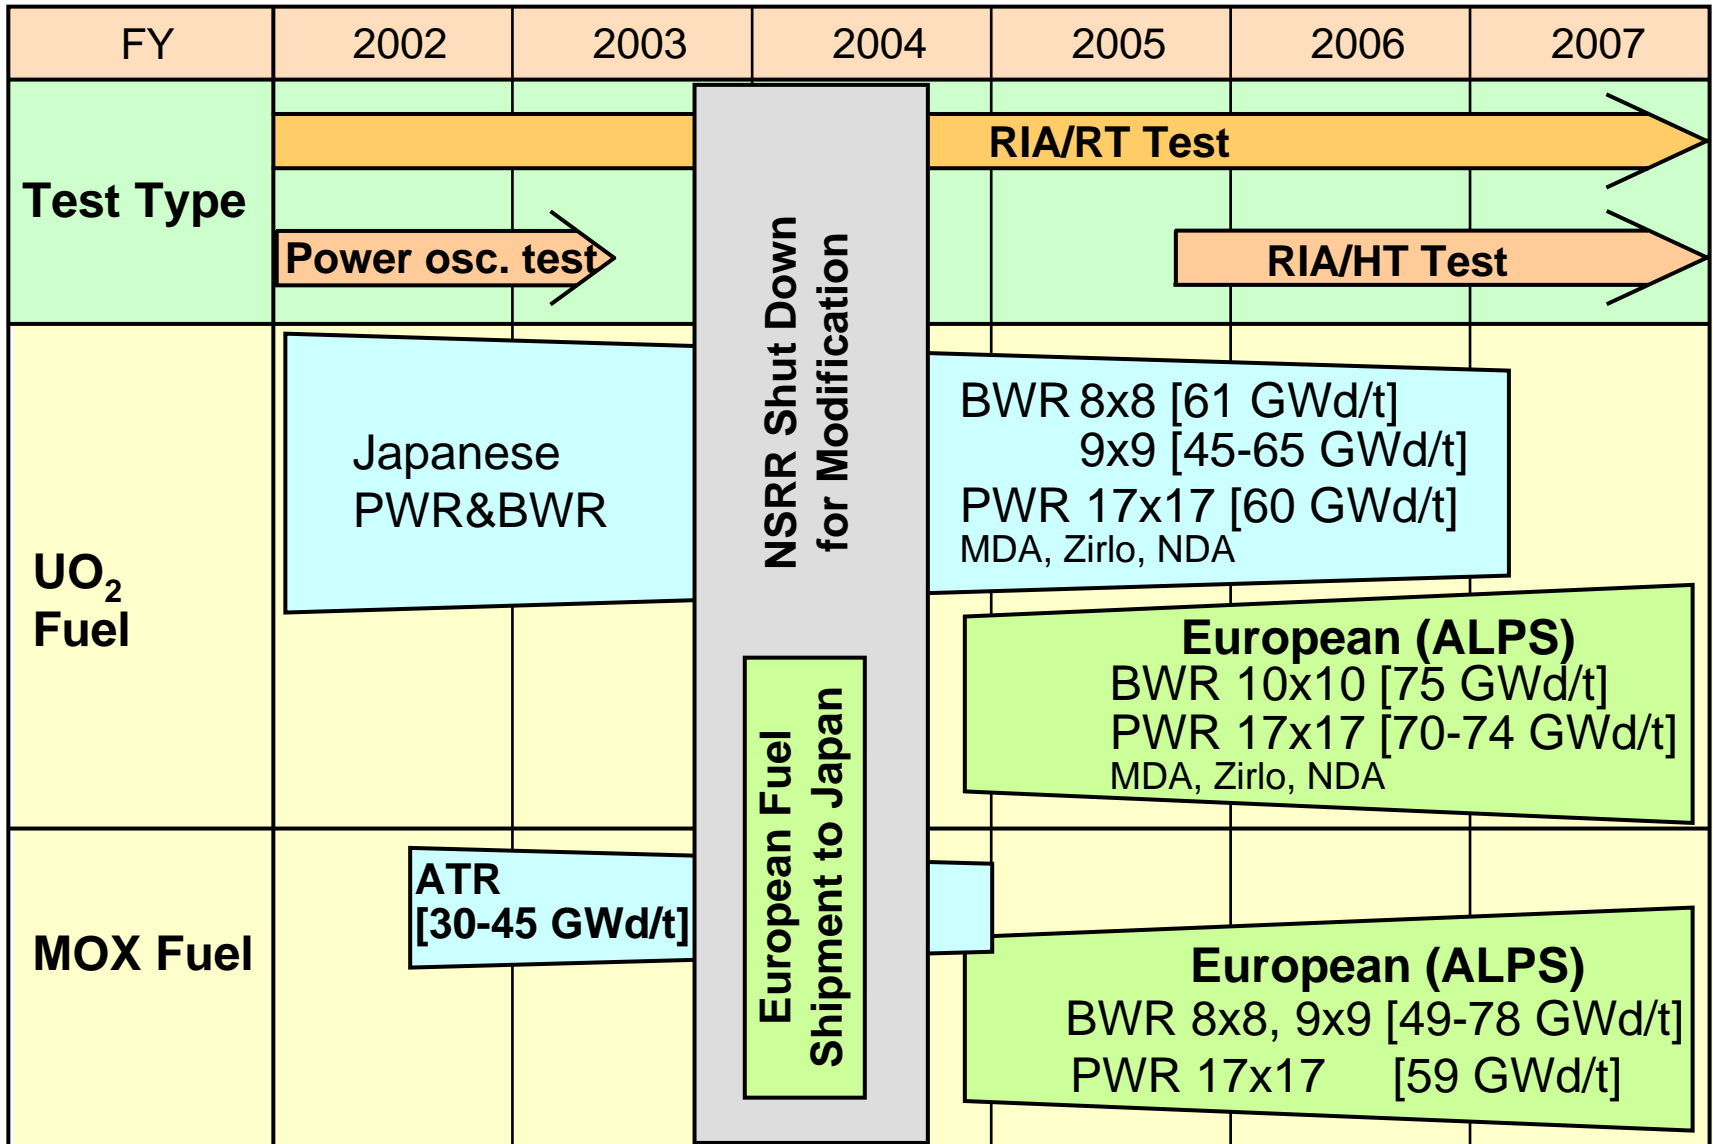 FY 2002 2003 2004 2005 2006 2007
Test Type
RIA/RT Test
Power osc. test
RIA/HT Test
NSRR Shut Down
for Modification
European Fuel
Shipment to Japan
UO₂
Fuel
Japanese
PWR&BWR
BWR 8x8 [61 GWd/t]
9x9 [45-65 GWd/t]
PWR 17x17 [60 GWd/t]
MDA, Zirlo, NDA
European (ALPS)
BWR 10x10 [75 GWd/t]
PWR 17x17 [70-74 GWd/t]
MDA, Zirlo, NDA
MOX Fuel
ATR
[30-45 GWd/t]
European (ALPS)
BWR 8x8, 9x9 [49-78 GWd/t]
PWR 17x17 [59 GWd/t]